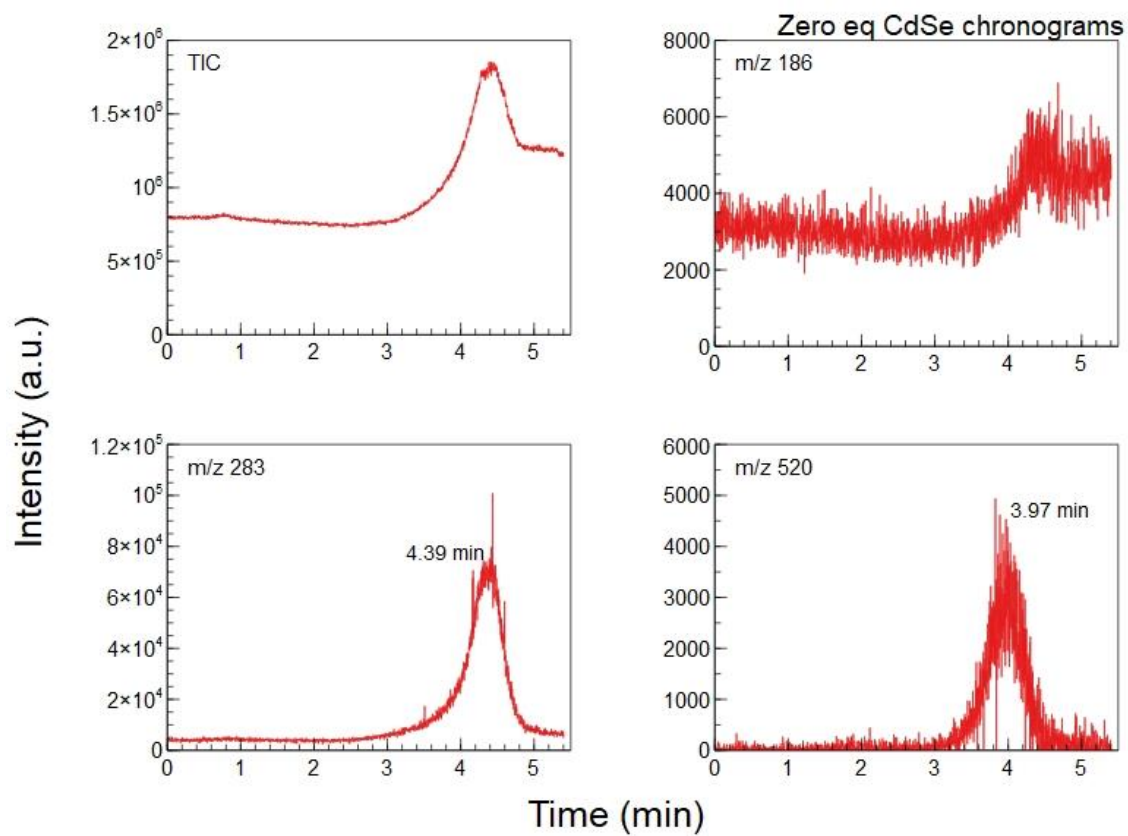 Zero eq CdSe chronograms
TIC
2×10⁶
1.5×10⁶
10⁶
5×10⁵
0
0 1 2 3 4 5
m/z 186
8000
6000
4000
2000
0
0 1 2 3 4 5
m/z 283
1.2×10⁵
10⁵
8×10⁴
6×10⁴
4×10⁴
2×10⁴
0
4.39 min
0 1 2 3 4 5
m/z 520
6000
5000
4000
3000
2000
1000
0
3.97 min
0 1 2 3 4 5
Intensity (a.u.)
Time (min)